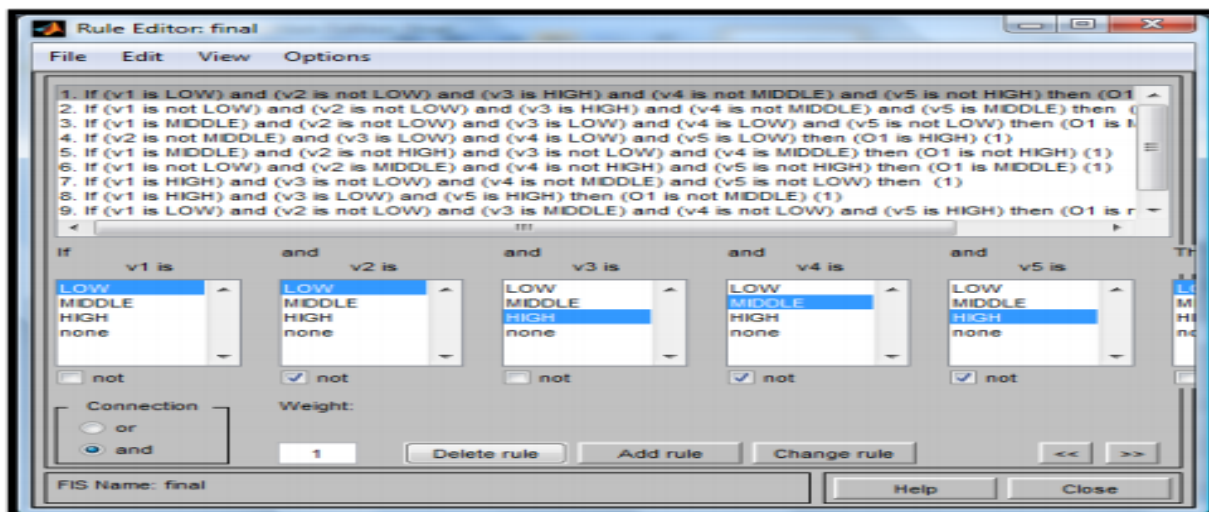 Rule Editor: final
File Edit View Options
1. If (v1 is LOW) and (v2 is not LOW) and (v3 is HIGH) and (v4 is not MIDDLE) and (v5 is not HIGH) then (O1
2. If (v1 is not LOW) and (v2 is not LOW) and (v3 is HIGH) and (v4 is not MIDDLE) and (v5 is MIDDLE) then (
3. If (v1 is MIDDLE) and (v2 is not LOW) and (v3 is LOW) and (v4 is LOW) and (v5 is not LOW) then (O1 is
4. If (v2 is not MIDDLE) and (v3 is LOW) and (v4 is LOW) and (v5 is LOW) then (O1 is HIGH) (1)
5. If (v1 is MIDDLE) and (v2 is not HIGH) and (v3 is not LOW) and (v4 is MIDDLE) then (O1 is not HIGH) (1)
6. If (v1 is not LOW) and (v2 is MIDDLE) and (v4 is not HIGH) and (v5 is not HIGH) then (O1 is MIDDLE) (1)
7. If (v1 is HIGH) and (v3 is not LOW) and (v4 is not MIDDLE) and (v5 is not LOW) then (1)
8. If (v1 is HIGH) and (v3 is LOW) and (v5 is HIGH) then (O1 is not MIDDLE) (1)
9. If (v1 is LOW) and (v2 is not LOW) and (v3 is MIDDLE) and (v4 is not LOW) and (v5 is HIGH) then (O1 is
If and and and and
v1 is v2 is v3 is v4 is v5 is
LOW LOW LOW LOW LOW
MIDDLE MIDDLE MIDDLE MIDDLE MIDDLE
HIGH HIGH HIGH HIGH HIGH
none none none none none
not not not not not
Connection Weight:
or
and 1 Delete rule Add rule Change rule << >>
FIS Name: final Help Close